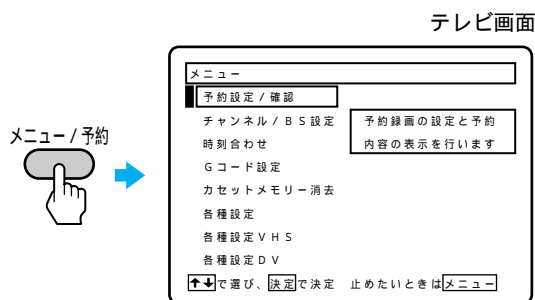 テレビ画面
メニュー
予約設定/確認
チャンネル/BS設定
予約録画の設定と予約
内容の表示を行います
時刻合わせ
Gコード設定
カセットメモリー消去
各種設定
各種設定VHS
各種設定DV
↑↓で選び、決定で決定 止めたいときはメニュー
メニュー/予約